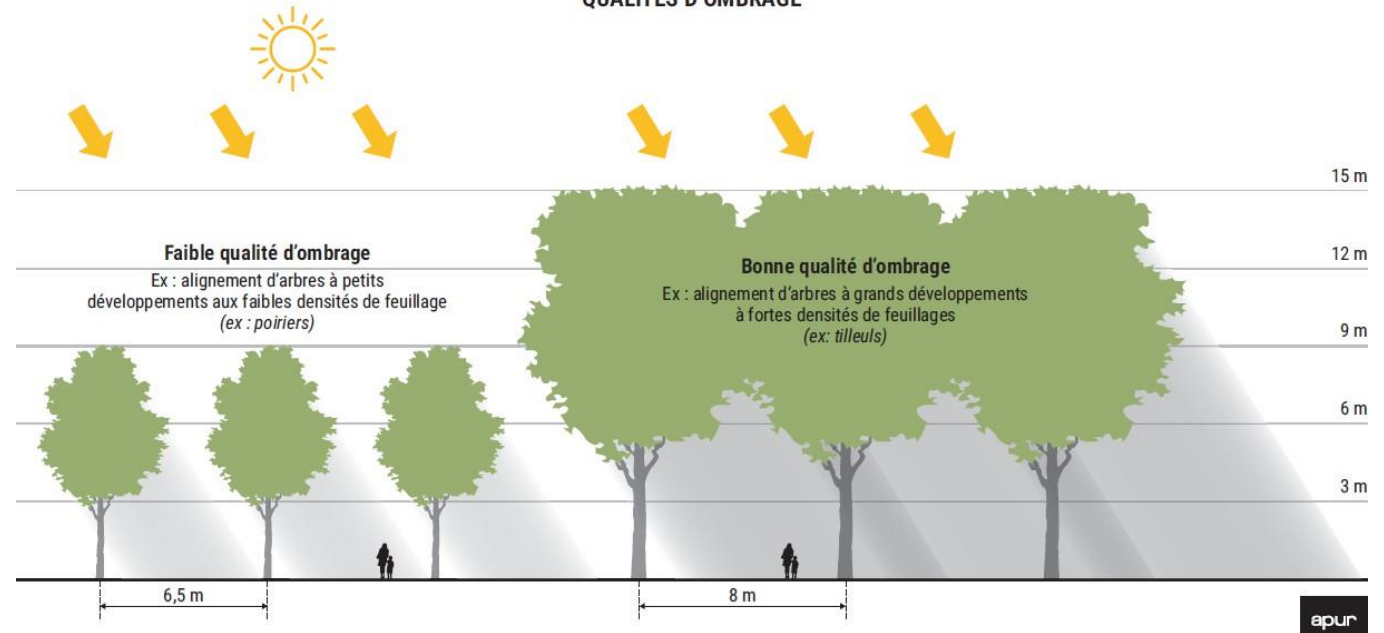 QUALITÉS D'OMBRAGE
15 m
Faible qualité d'ombrage
Ex : alignement d'arbres à petits
développements aux faibles densités de feuillage
(ex : poiriers)
12 m
Bonne qualité d'ombrage
Ex : alignement d'arbres à grands développements
à fortes densités de feuillages
(ex: tilleuls)
9 m
6 m
3 m
6,5 m
8 m
apur